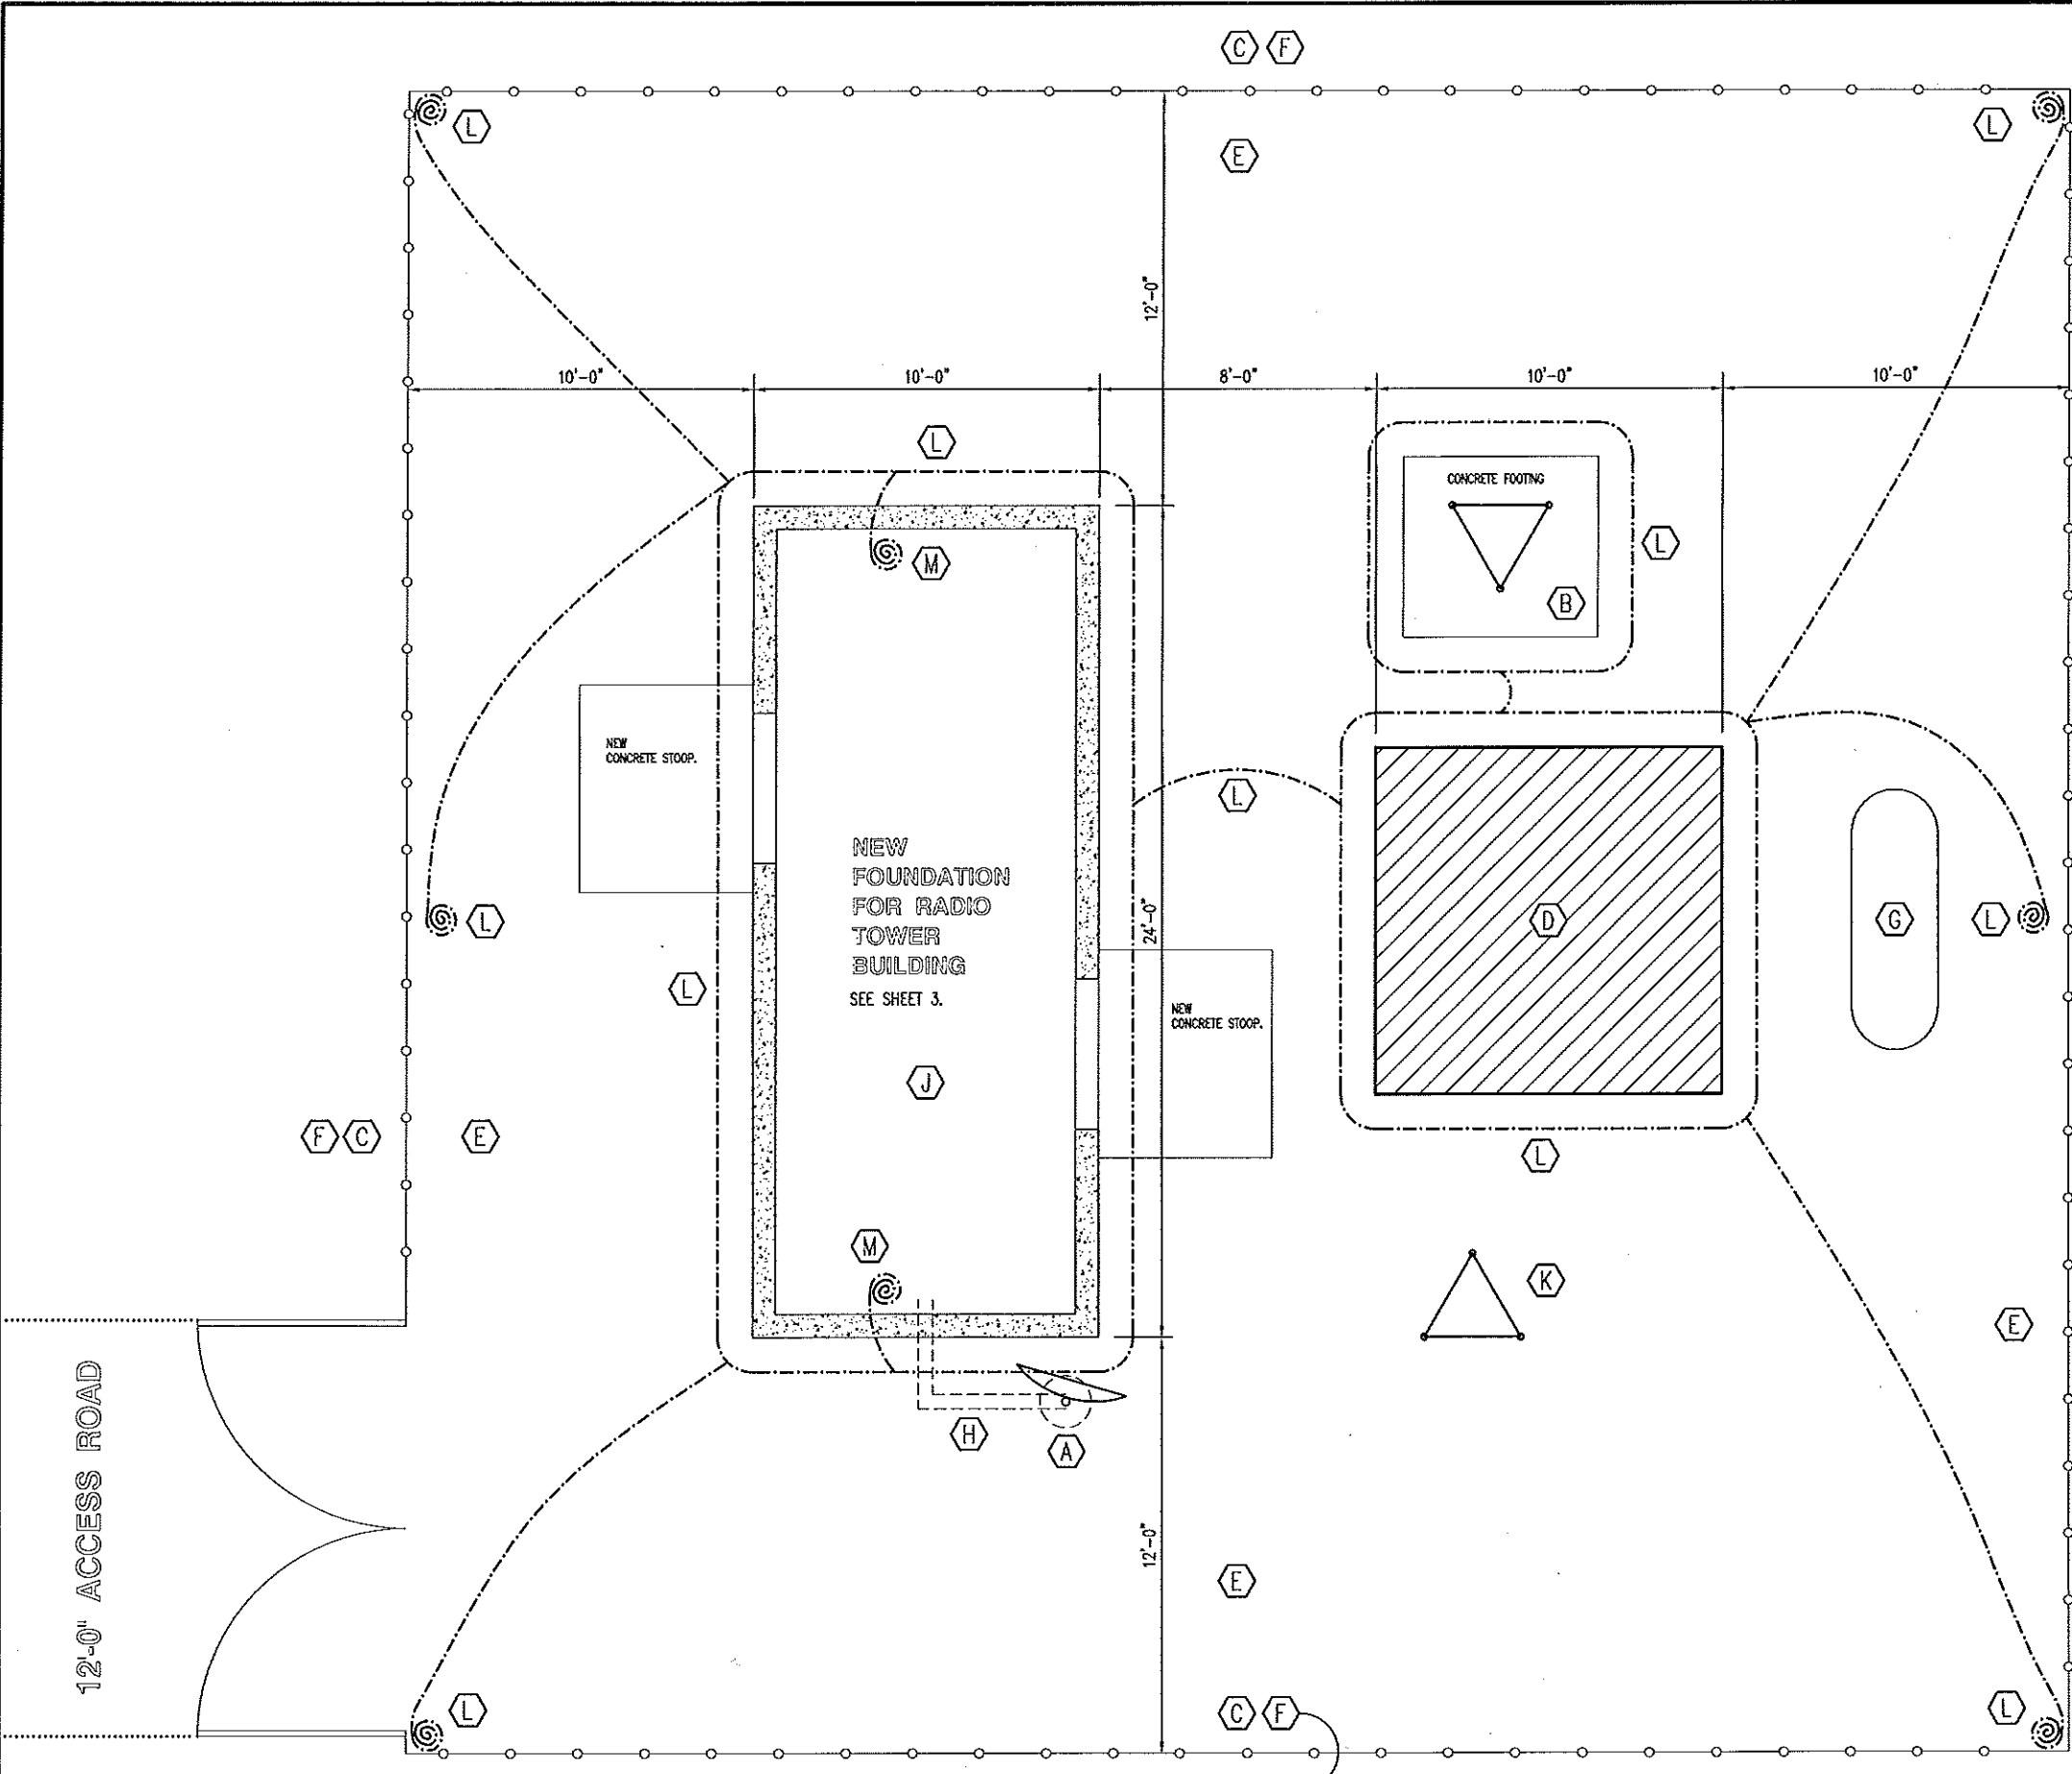 C F
L
L
E
12'-0"
10'-0"
10'-0"
8'-0"
10'-0"
10'-0"
L
CONCRETE FOOTING
L
M
B
NEW
CONCRETE STOOP.
L
NEW
FOUNDATION
FOR RADIO
TOWER
BUILDING
SEE SHEET 3.
24'-0"
L
D
G
L
L
NEW
CONCRETE STOOP.
J
F C
E
L
M
K
E
12'-0" ACCESS ROAD
H
A
12'-0"
E
L
C F
L